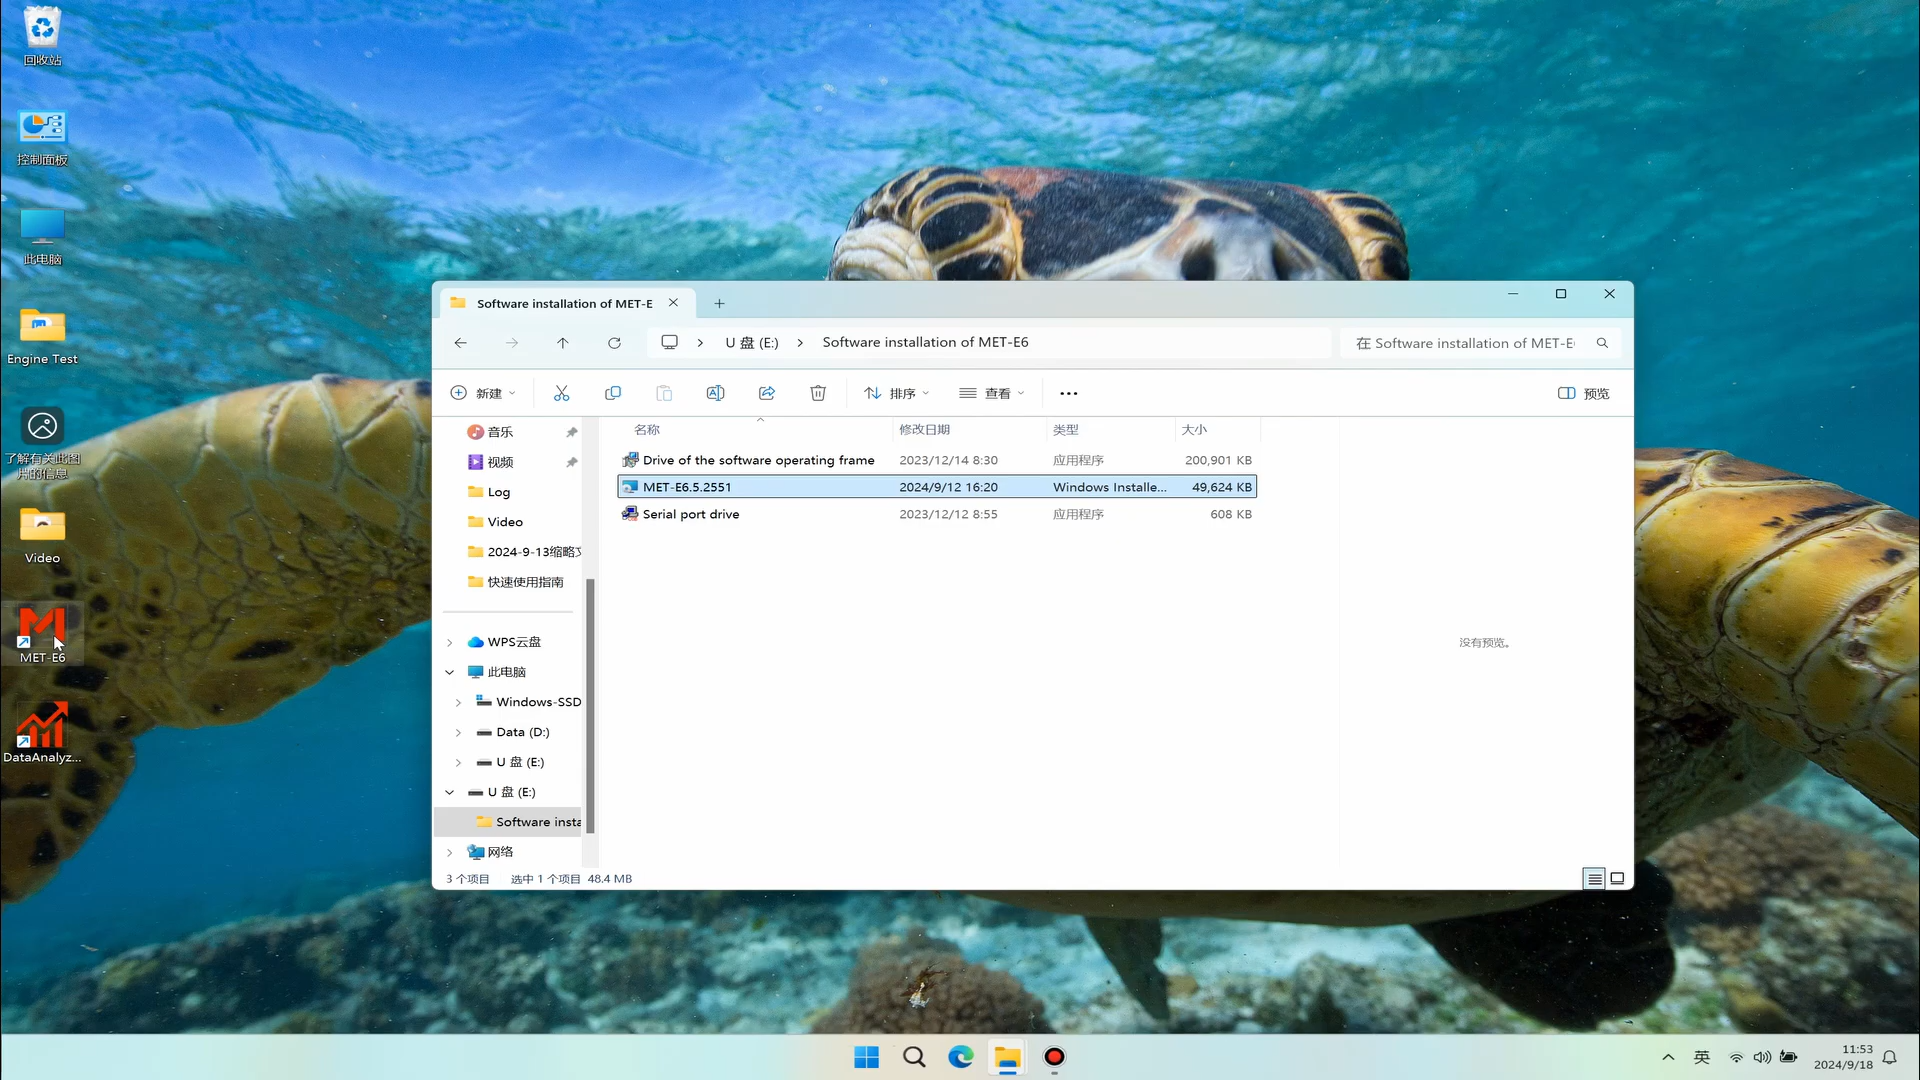 回收站
控制面板
此电脑
Engine Test
了解有关此图
片的信息
Video
MET-E6
DataAnalyz...
Software installation of MET-E
U 盘 (E:)
Software installation of MET-E6
在 Software installation of MET-E
新建
排序
查看
预览
音乐
视频
Log
Video
2024-9-13缩略
快速使用指南
WPS云盘
此电脑
Windows-SSD
Data (D:)
U 盘 (E:)
U 盘 (E:)
Software insta
网络
名称 修改日期 类型 大小
Drive of the software operating frame 2023/12/14 8:30 应用程序 200,901 KB
MET-E6.5.2551 2024/9/12 16:20 Windows Installe... 49,624 KB
Serial port drive 2023/12/12 8:55 应用程序 608 KB
没有预览。
3 个项目 选中 1 个项目 48.4 MB
英
11:53
2024/9/18